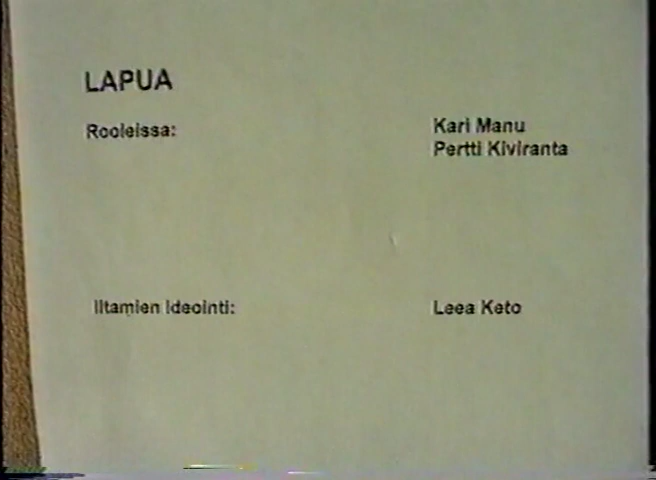 LAPUA
Rooleissa: Kari Manu
Pertti Kiviranta
Iltamien Ideointi: Leea Keto